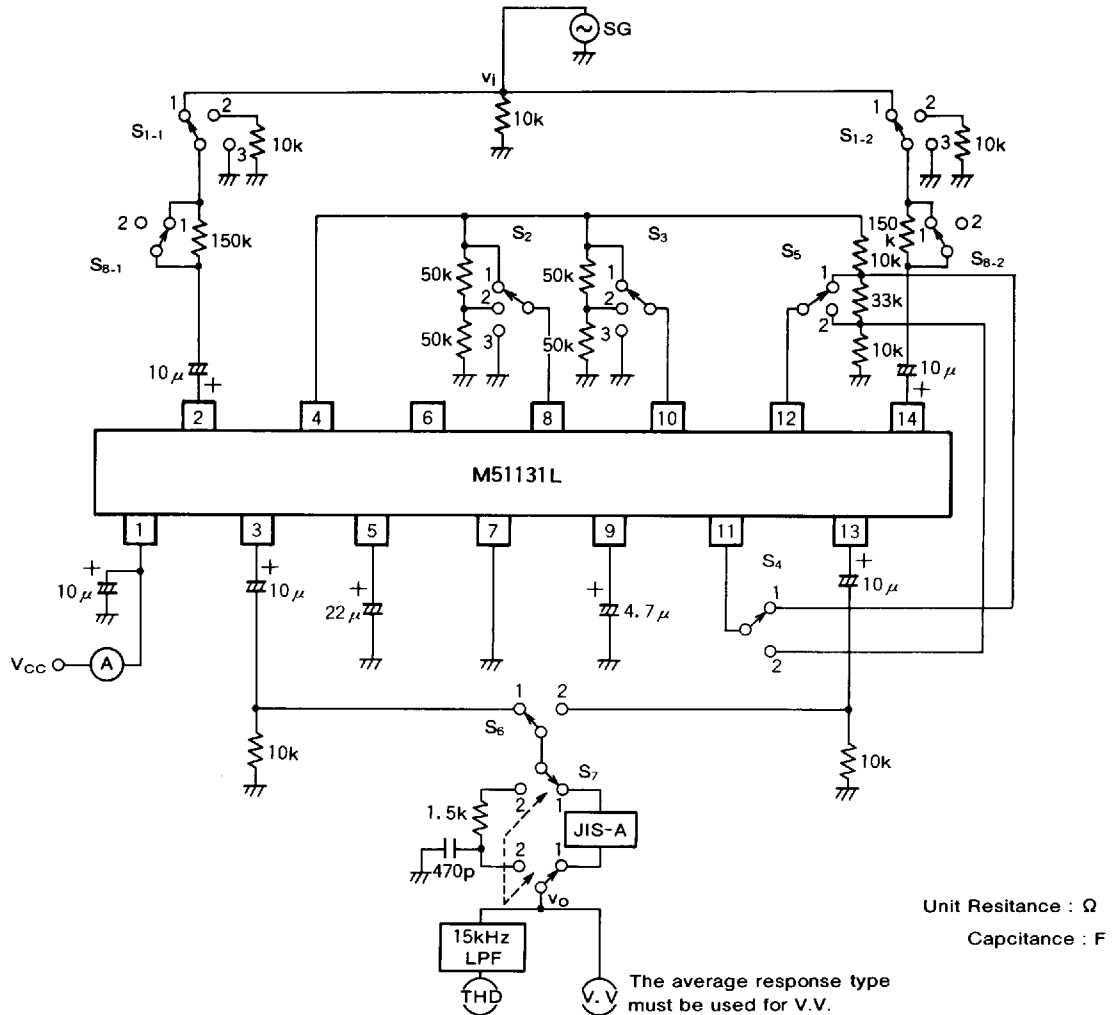 SG
vi
10k
1
2
S1-1
3
10k
1
2
S1-2
3
10k
2
1
150k
S8-1
S2
50k
1
2
50k
3
S3
50k
1
2
50k
3
S5
1
2
150
k
10k
33k
10k
1
2
S8-2
10μ
+
10μ
+
2
4
6
8
10
12
14
M51131L
1
3
5
7
9
11
13
+
10μ
VCC
A
+
10μ
+
22μ
+
4.7μ
S4
1
2
+
10μ
1
2
S6
10k
10k
S7
2
1
1.5k
JIS-A
470p
2
1
vo
15kHz
LPF
THD
V.V
The average response type
must be used for V.V.
Unit Resitance : Ω
Capcitance : F